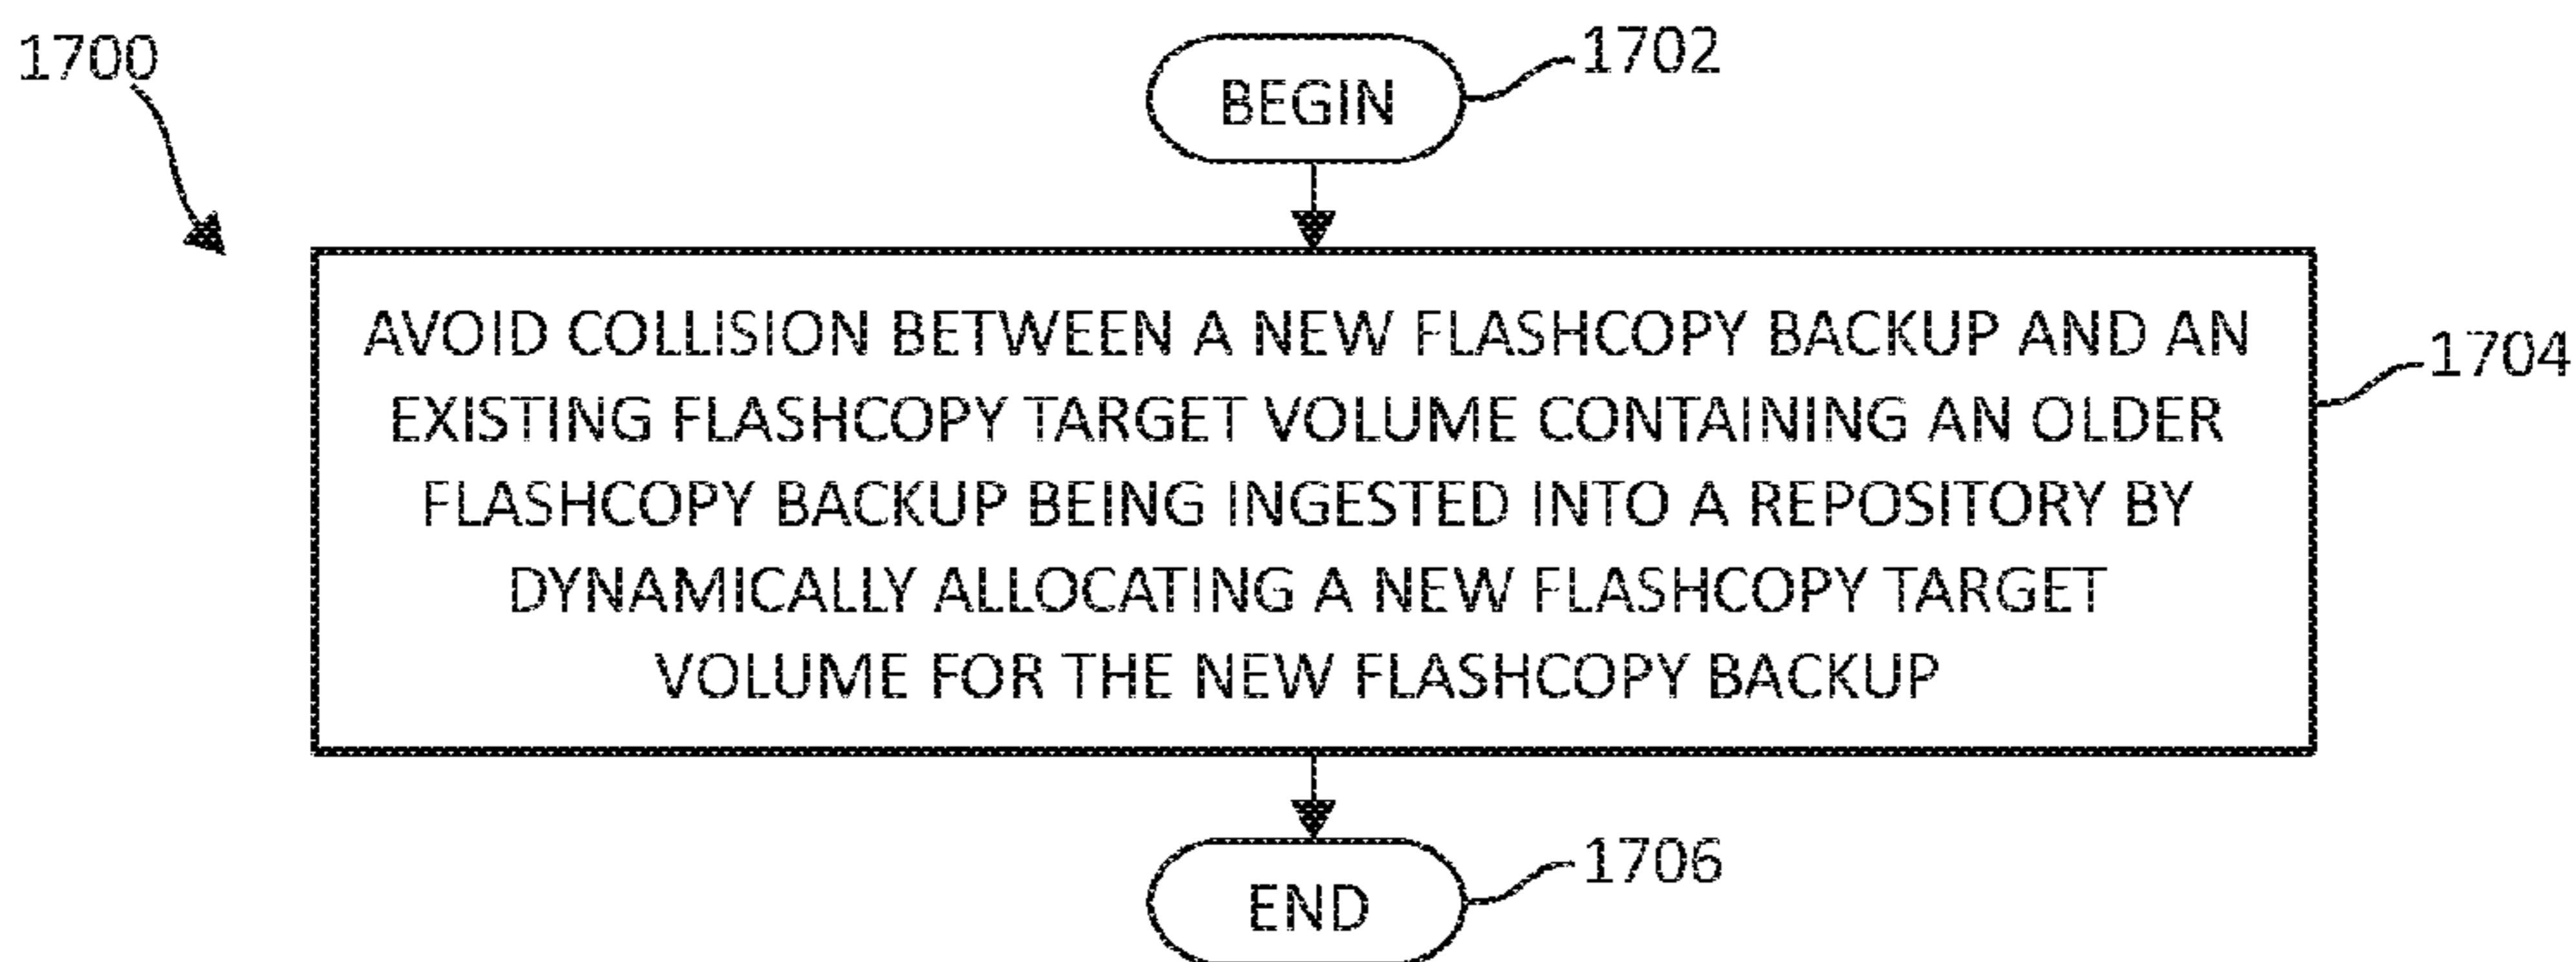 1700
1702
BEGIN
AVOID COLLISION BETWEEN A NEW FLASHCOPY BACKUP AND AN
EXISTING FLASHCOPY TARGET VOLUME CONTAINING AN OLDER
FLASHCOPY BACKUP BEING INGESTED INTO A REPOSITORY BY
DYNAMICALLY ALLOCATING A NEW FLASHCOPY TARGET
VOLUME FOR THE NEW FLASHCOPY BACKUP
1704
1706
END